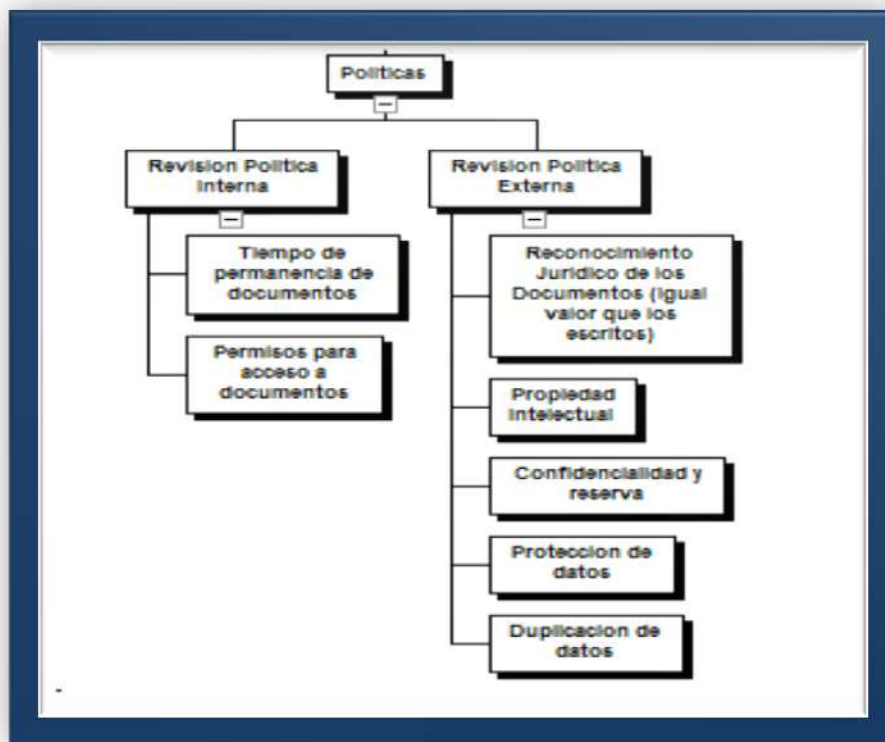 Politicas
Revision Politica
Interna
Tiempo de
permanencia de
documentos
Permisos para
acceso a
documentos
Revision Politica
Externa
Reconocimiento
Juridico de los
Documentos (igual
valor que los
escritos)
Propiedad
Intelectual
Confidencialidad y
reserva
Proteccion de
datos
Duplicacion de
datos
-